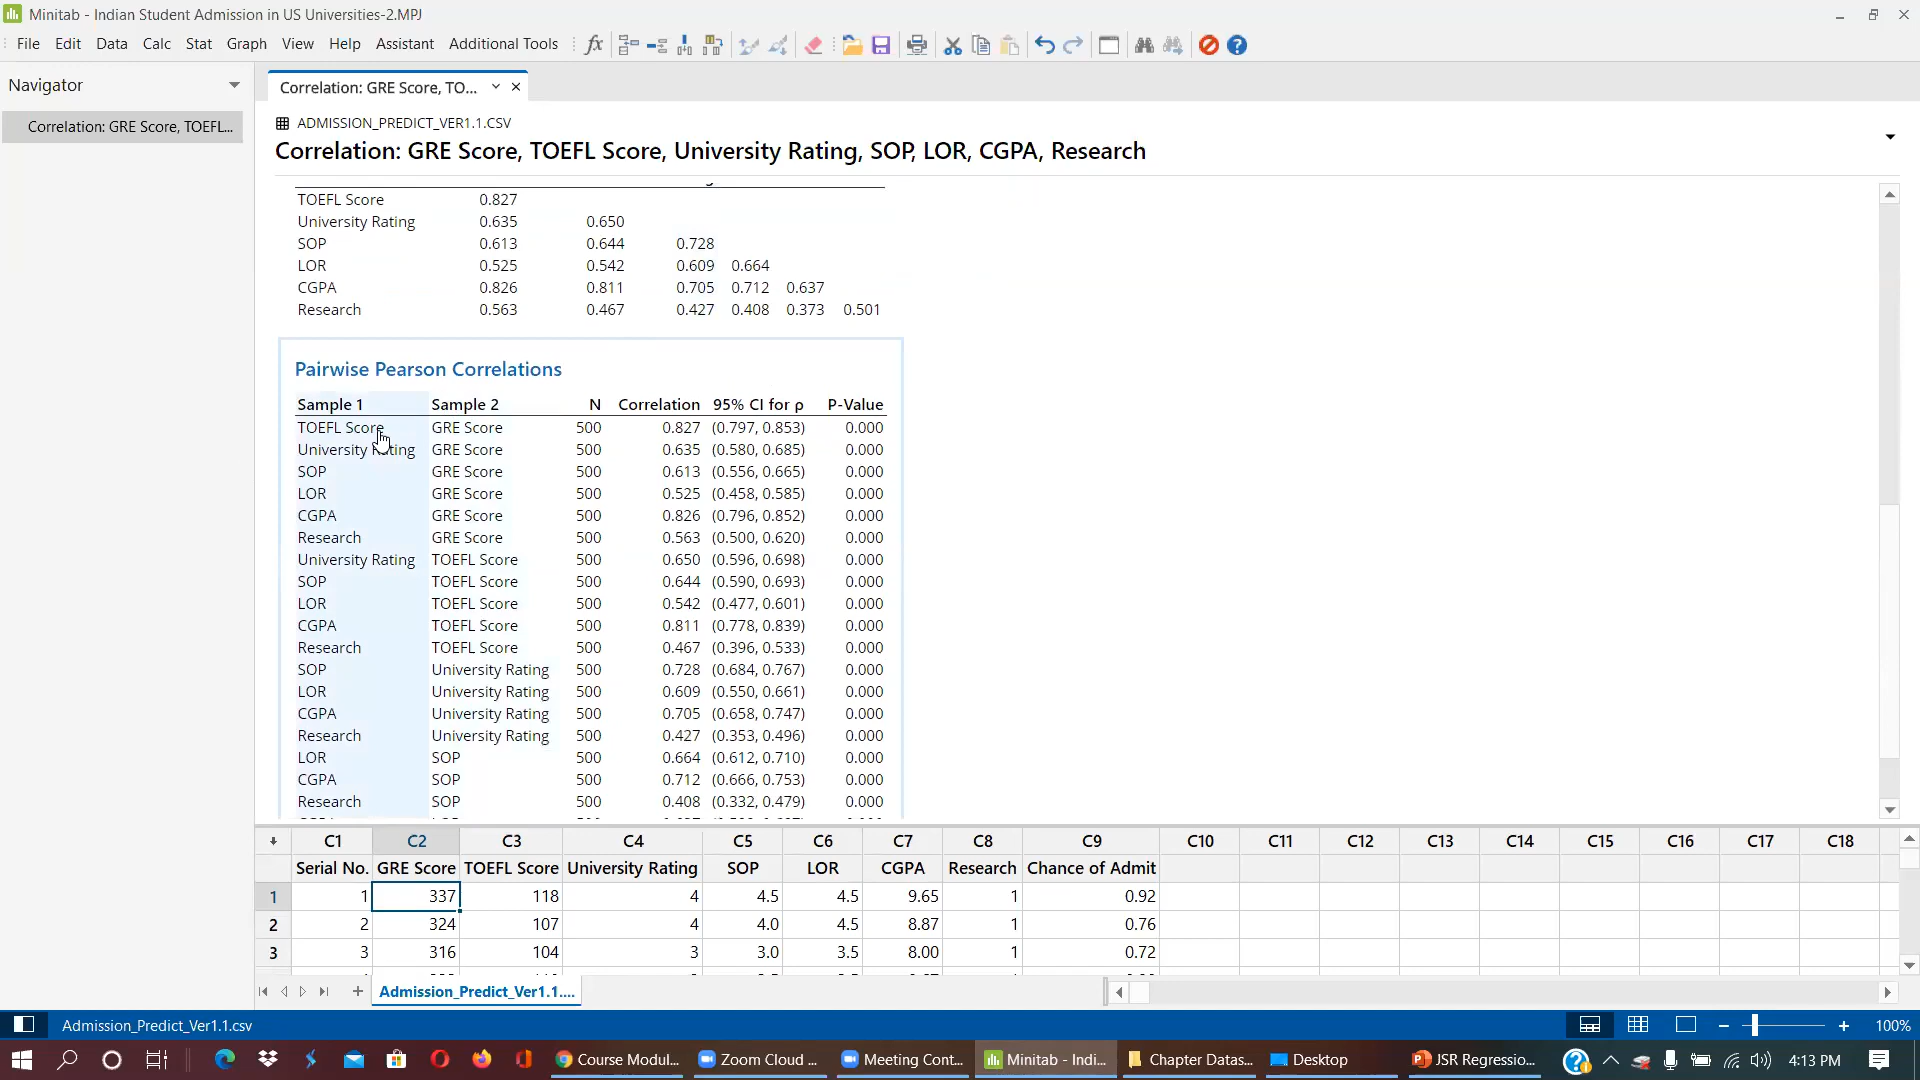 Minitab - Indian Student Admission in US Universities-2.MPJ
File Edit Data Calc Stat Graph View Help Assistant Additional Tools
Navigator
Correlation: GRE Score, TO...
Correlation: GRE Score, TOEFL...
ADMISSION_PREDICT_VER1.1.CSV
Correlation: GRE Score, TOEFL Score, University Rating, SOP, LOR, CGPA, Research
TOEFL Score 0.827
University Rating 0.635 0.650
SOP 0.613 0.644 0.728
LOR 0.525 0.542 0.609 0.664
CGPA 0.826 0.811 0.705 0.712 0.637
Research 0.563 0.467 0.427 0.408 0.373 0.501
Pairwise Pearson Correlations
Sample 1 Sample 2 N Correlation 95% CI for ρ P-Value
TOEFL Score GRE Score 500 0.827 (0.797, 0.853) 0.000
University Rating GRE Score 500 0.635 (0.580, 0.685) 0.000
SOP GRE Score 500 0.613 (0.556, 0.665) 0.000
LOR GRE Score 500 0.525 (0.458, 0.585) 0.000
CGPA GRE Score 500 0.826 (0.796, 0.852) 0.000
Research GRE Score 500 0.563 (0.500, 0.620) 0.000
University Rating TOEFL Score 500 0.650 (0.596, 0.698) 0.000
SOP TOEFL Score 500 0.644 (0.590, 0.693) 0.000
LOR TOEFL Score 500 0.542 (0.477, 0.601) 0.000
CGPA TOEFL Score 500 0.811 (0.778, 0.839) 0.000
Research TOEFL Score 500 0.467 (0.396, 0.533) 0.000
SOP University Rating 500 0.728 (0.684, 0.767) 0.000
LOR University Rating 500 0.609 (0.550, 0.661) 0.000
CGPA University Rating 500 0.705 (0.658, 0.747) 0.000
Research University Rating 500 0.427 (0.353, 0.496) 0.000
LOR SOP 500 0.664 (0.612, 0.710) 0.000
CGPA SOP 500 0.712 (0.666, 0.753) 0.000
Research SOP 500 0.408 (0.332, 0.479) 0.000
C1 C2 C3 C4 C5 C6 C7 C8 C9 C10 C11 C12 C13 C14 C15 C16 C17 C18
Serial No. GRE Score TOEFL Score University Rating SOP LOR CGPA Research Chance of Admit
1 1 337 118 4 4.5 4.5 9.65 1 0.92
2 2 324 107 4 4.0 4.5 8.87 1 0.76
3 3 316 104 3 3.0 3.5 8.00 1 0.72
Admission_Predict_Ver1.1....
Admission_Predict_Ver1.1.csv 100%
Course Modul... Zoom Cloud ... Meeting Cont... Minitab - Indi... Chapter Datas... Desktop JSR Regressio... 4:13 PM